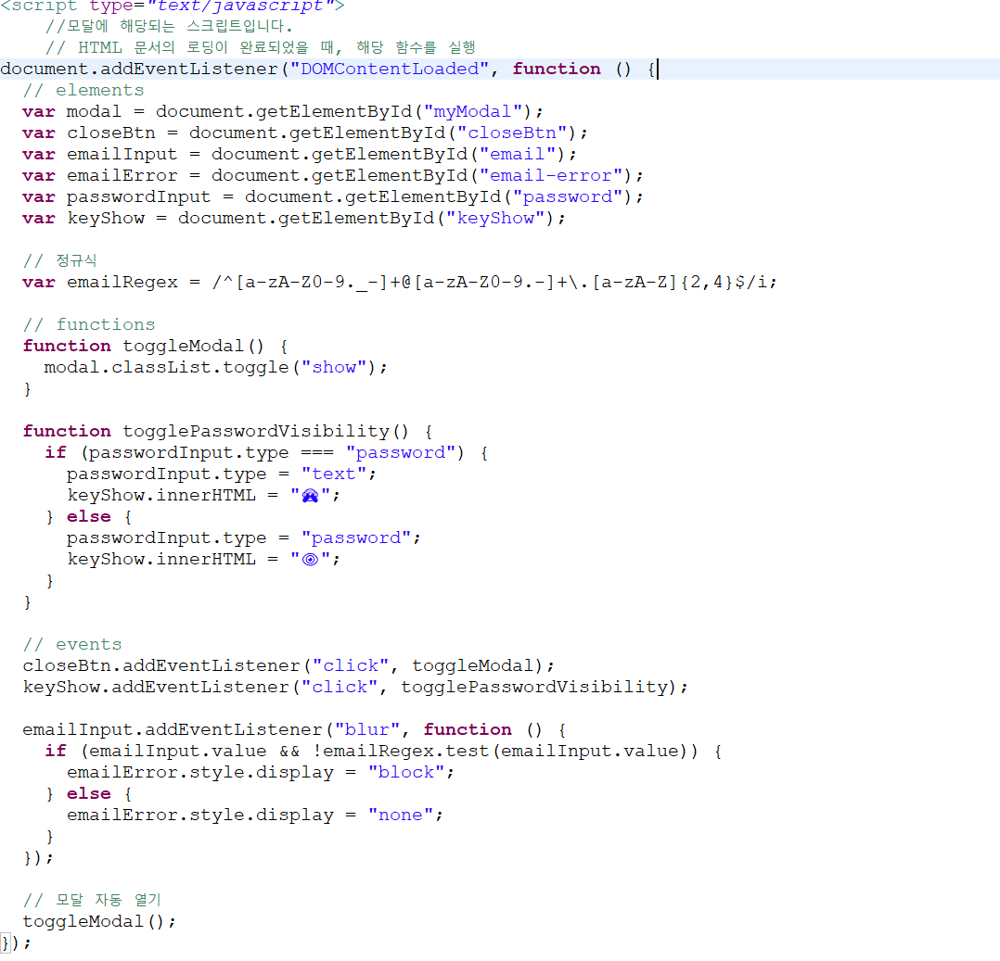 <script type="text/javascript">
//모달에 해당되는 스크립트입니다.
// HTML 문서의 로딩이 완료되었을 때, 해당 함수를 실행
document.addEventListener("DOMContentLoaded", function () {
// elements
var modal = document.getElementById("myModal");
var closeBtn = document.getElementById("closeBtn");
var emailInput = document.getElementById("email");
var emailError = document.getElementById("email-error");
var passwordInput = document.getElementById("password");
var keyShow = document.getElementById("keyShow");
// 정규식
var emailRegex = /^[a-zA-Z0-9._-]+@[a-zA-Z0-9.-]+\.[a-zA-Z]{2,4}$/i;
// functions
function toggleModal() {
modal.classList.toggle("show");
}
function togglePasswordVisibility() {
if (passwordInput.type === "password") {
passwordInput.type = "text";
keyShow.innerHTML = "🙈";
} else {
passwordInput.type = "password";
keyShow.innerHTML = "◎";
}
}
// events
closeBtn.addEventListener("click", toggleModal);
keyShow.addEventListener("click", togglePasswordVisibility);
emailInput.addEventListener("blur", function () {
if (emailInput.value && !emailRegex.test(emailInput.value)) {
emailError.style.display = "block";
} else {
emailError.style.display = "none";
}
});
// 모달 자동 열기
toggleModal();
});